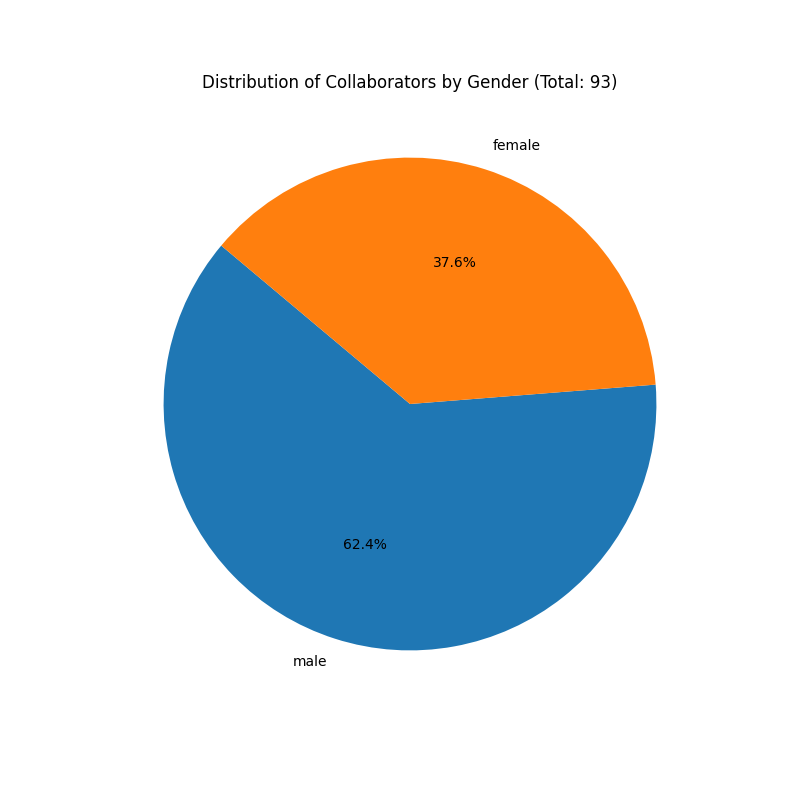 Distribution of Collaborators by Gender (Total: 93)
female
37.6%
62.4%
male